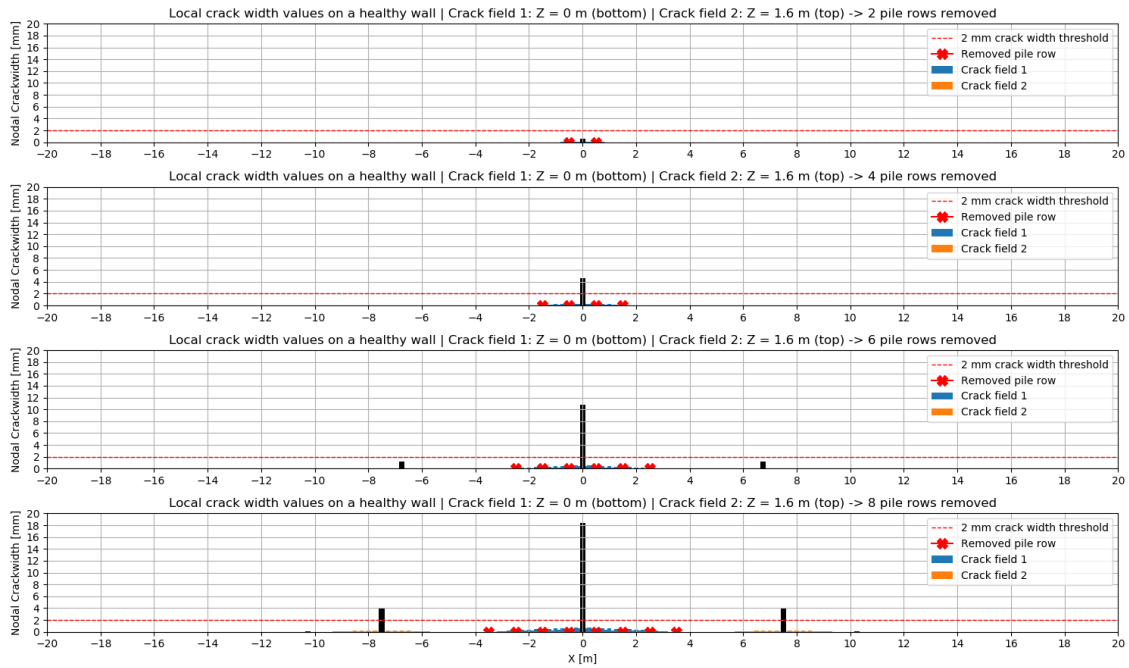 Local crack width values on a healthy wall | Crack field 1: Z = 0 m (bottom) | Crack field 2: Z = 1.6 m (top) -> 2 pile rows removed
Nodal Crackwidth [mm]
20
18
16
14
12
10
8
6
4
2
0
2 mm crack width threshold
Removed pile row
Crack field 1
Crack field 2
−20 −18 −16 −14 −12 −10 −8 −6 −4 −2 0 2 4 6 8 10 12 14 16 18 20
Local crack width values on a healthy wall | Crack field 1: Z = 0 m (bottom) | Crack field 2: Z = 1.6 m (top) -> 4 pile rows removed
Nodal Crackwidth [mm]
20
18
16
14
12
10
8
6
4
2
0
2 mm crack width threshold
Removed pile row
Crack field 1
Crack field 2
−20 −18 −16 −14 −12 −10 −8 −6 −4 −2 0 2 4 6 8 10 12 14 16 18 20
Local crack width values on a healthy wall | Crack field 1: Z = 0 m (bottom) | Crack field 2: Z = 1.6 m (top) -> 6 pile rows removed
Nodal Crackwidth [mm]
20
18
16
14
12
10
8
6
4
2
0
2 mm crack width threshold
Removed pile row
Crack field 1
Crack field 2
−20 −18 −16 −14 −12 −10 −8 −6 −4 −2 0 2 4 6 8 10 12 14 16 18 20
Local crack width values on a healthy wall | Crack field 1: Z = 0 m (bottom) | Crack field 2: Z = 1.6 m (top) -> 8 pile rows removed
Nodal Crackwidth [mm]
20
18
16
14
12
10
8
6
4
2
0
2 mm crack width threshold
Removed pile row
Crack field 1
Crack field 2
−20 −18 −16 −14 −12 −10 −8 −6 −4 −2 0 2 4 6 8 10 12 14 16 18 20
X [m]